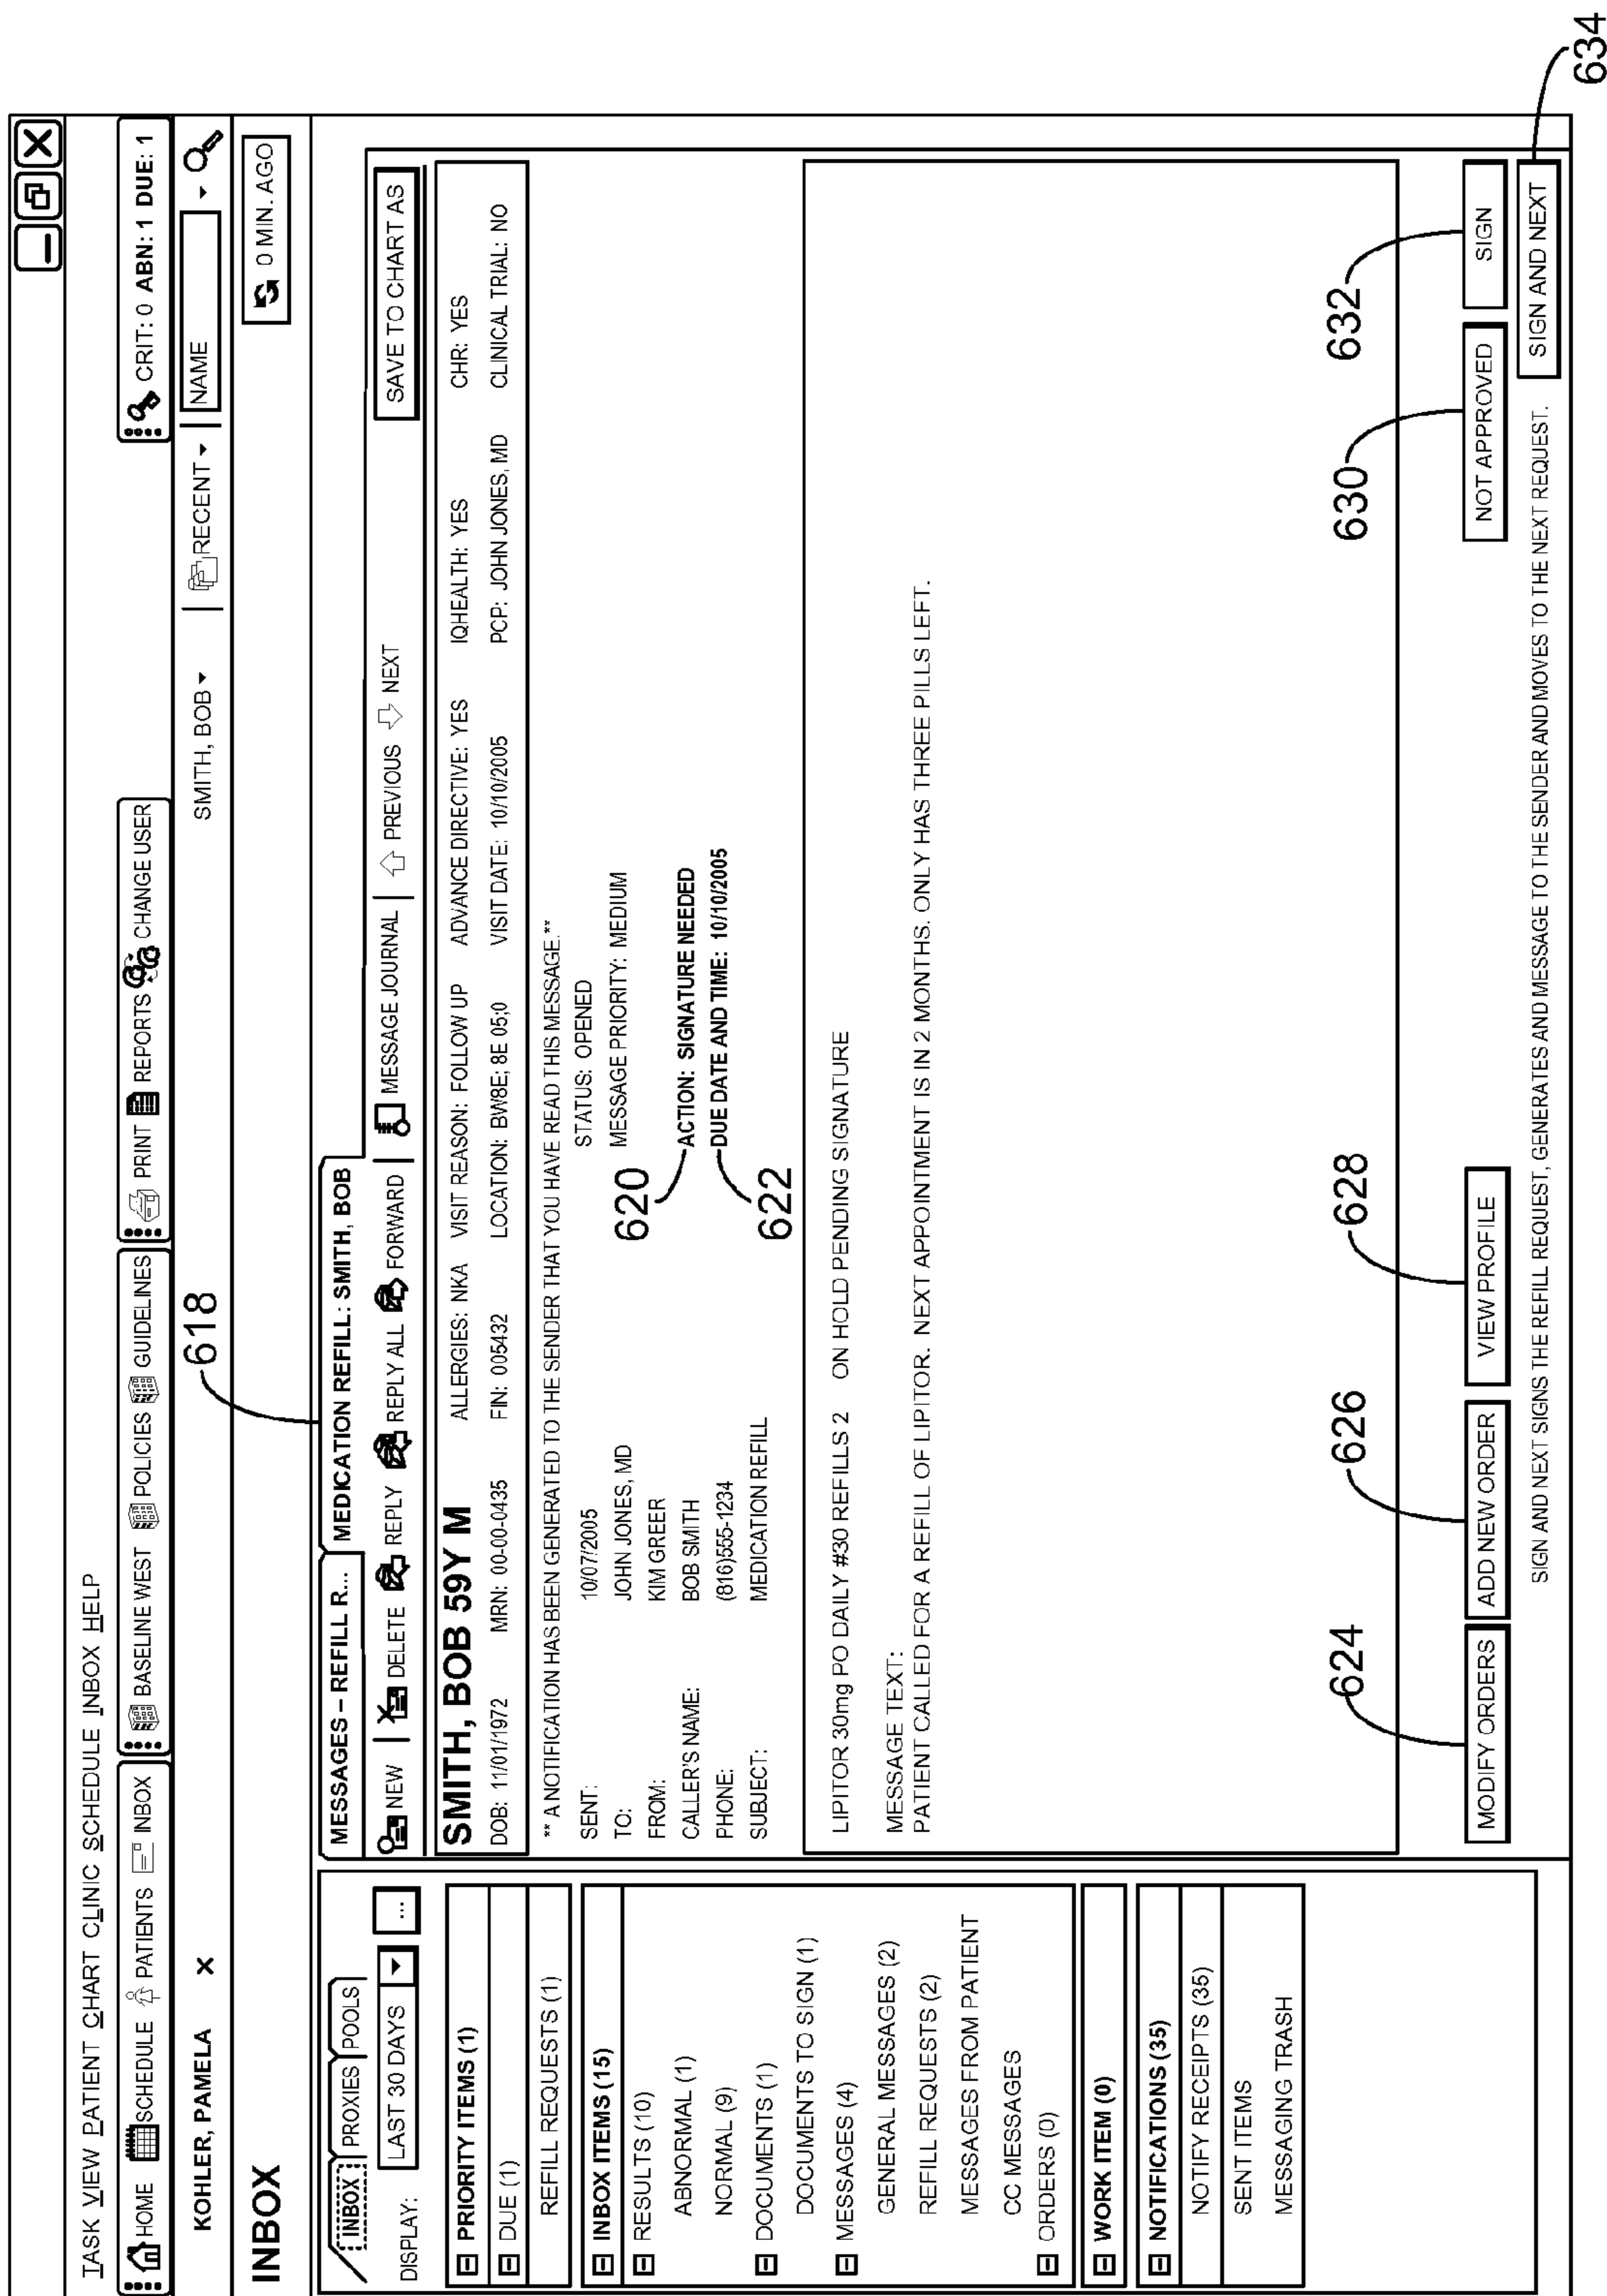 TASK VIEW PATIENT CHART CLINIC SCHEDULE INBOX HELP
HOME SCHEDULE PATIENTS INBOX BASELINE WEST POLICIES GUIDELINES PRINT REPORTS CHANGE USER CRIT: 0 ABN: 1 DUE: 1
KOHLER, PAMELA X 618 SMITH, BOB RECENT NAME
INBOX 0 MIN. AGO
INBOX PROXIES POOLS
DISPLAY: LAST 30 DAYS ...
PRIORITY ITEMS (1)
DUE (1)
REFILL REQUESTS (1)
INBOX ITEMS (15)
RESULTS (10)
ABNORMAL (1)
NORMAL (9)
DOCUMENTS (1)
DOCUMENTS TO SIGN (1)
MESSAGES (4)
GENERAL MESSAGES (2)
REFILL REQUESTS (2)
MESSAGES FROM PATIENT
CC MESSAGES
ORDERS (0)
WORK ITEM (0)
NOTIFICATIONS (35)
NOTIFY RECEIPTS (35)
SENT ITEMS
MESSAGING TRASH
MESSAGES – REFILL R... MEDICATION REFILL: SMITH, BOB
NEW DELETE REPLY REPLY ALL FORWARD MESSAGE JOURNAL PREVIOUS NEXT SAVE TO CHART AS
SMITH, BOB 59Y M ALLERGIES: NKA VISIT REASON: FOLLOW UP ADVANCE DIRECTIVE: YES IQHEALTH: YES CHR: YES
DOB: 11/01/1972 MRN: 00-00-0435 FIN: 005432 LOCATION: BW8E; 8E 05;0 VISIT DATE: 10/10/2005 PCP: JOHN JONES, MD CLINICAL TRIAL: NO
** A NOTIFICATION HAS BEEN GENERATED TO THE SENDER THAT YOU HAVE READ THIS MESSAGE.**
SENT: 10/07/2005 STATUS: OPENED
TO: JOHN JONES, MD MESSAGE PRIORITY: MEDIUM
FROM: KIM GREER 620
CALLER'S NAME: BOB SMITH ACTION: SIGNATURE NEEDED
PHONE: (816)555-1234 DUE DATE AND TIME: 10/10/2005
SUBJECT: MEDICATION REFILL 622
LIPITOR 30mg PO DAILY #30 REFILLS 2 ON HOLD PENDING SIGNATURE
MESSAGE TEXT:
PATIENT CALLED FOR A REFILL OF LIPITOR. NEXT APPOINTMENT IS IN 2 MONTHS. ONLY HAS THREE PILLS LEFT.
624 626 628 630 632
MODIFY ORDERS ADD NEW ORDER VIEW PROFILE NOT APPROVED SIGN
SIGN AND NEXT SIGNS THE REFILL REQUEST, GENERATES AND MESSAGE TO THE SENDER AND MOVES TO THE NEXT REQUEST. SIGN AND NEXT
634